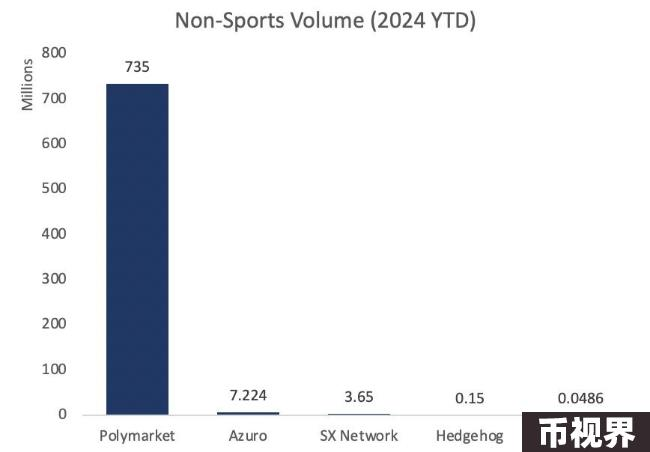 Non-Sports Volume (2024 YTD)
Millions
800
700
600
500
400
300
200
100
0
735
7.224
3.65
0.15
0.0486
Polymarket
Azuro
SX Network
Hedgehog
币视界